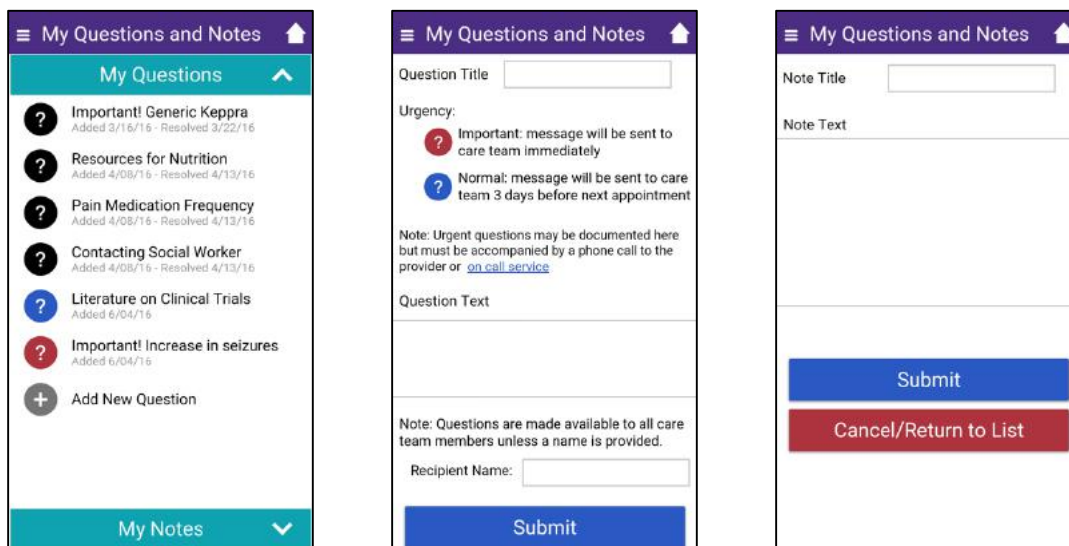 ≡ My Questions and Notes
My Questions
? Important! Generic Keppra
Added 3/16/16 - Resolved 3/22/16
? Resources for Nutrition
Added 4/08/16 - Resolved 4/13/16
? Pain Medication Frequency
Added 4/08/16 - Resolved 4/13/16
? Contacting Social Worker
Added 4/08/16 - Resolved 4/13/16
? Literature on Clinical Trials
Added 6/04/16
? Important! Increase in seizures
Added 6/04/16
+ Add New Question
My Notes
≡ My Questions and Notes
Question Title
Urgency:
? Important: message will be sent to
care team immediately
? Normal: message will be sent to care
team 3 days before next appointment
Note: Urgent questions may be documented here
but must be accompanied by a phone call to the
provider or on call service
Question Text
Note: Questions are made available to all care
team members unless a name is provided.
Recipient Name:
Submit
≡ My Questions and Notes
Note Title
Note Text
Submit
Cancel/Return to List